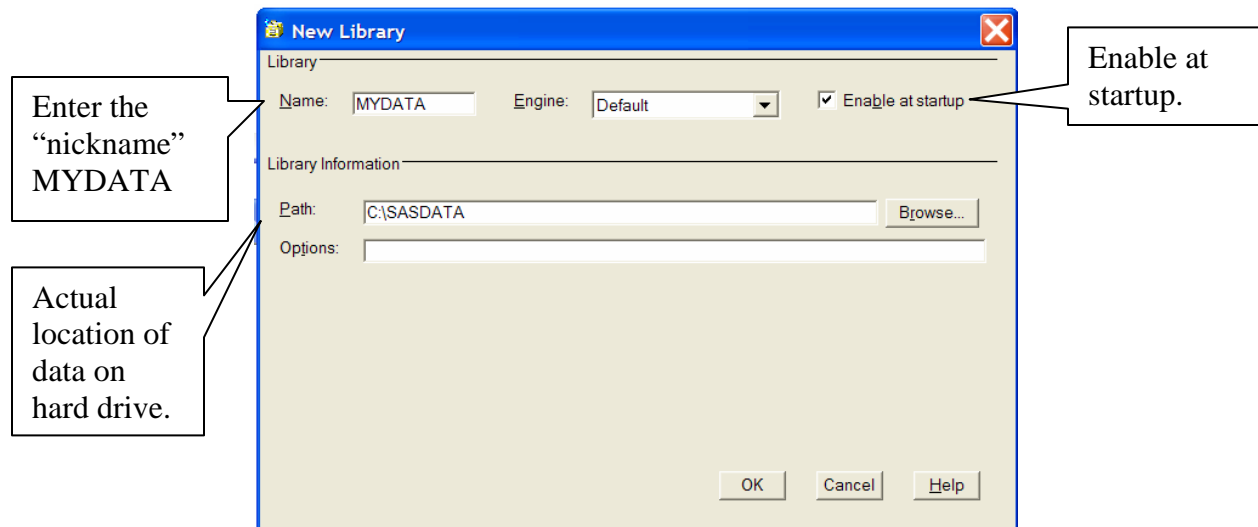 New Library
Library
Name: MYDATA Engine: Default Enable at startup
Library Information
Path: C:\SASDATA Browse...
Options:
OK Cancel Help
Enter the
“nickname”
MYDATA
Actual
location of
data on
hard drive.
Enable at
startup.